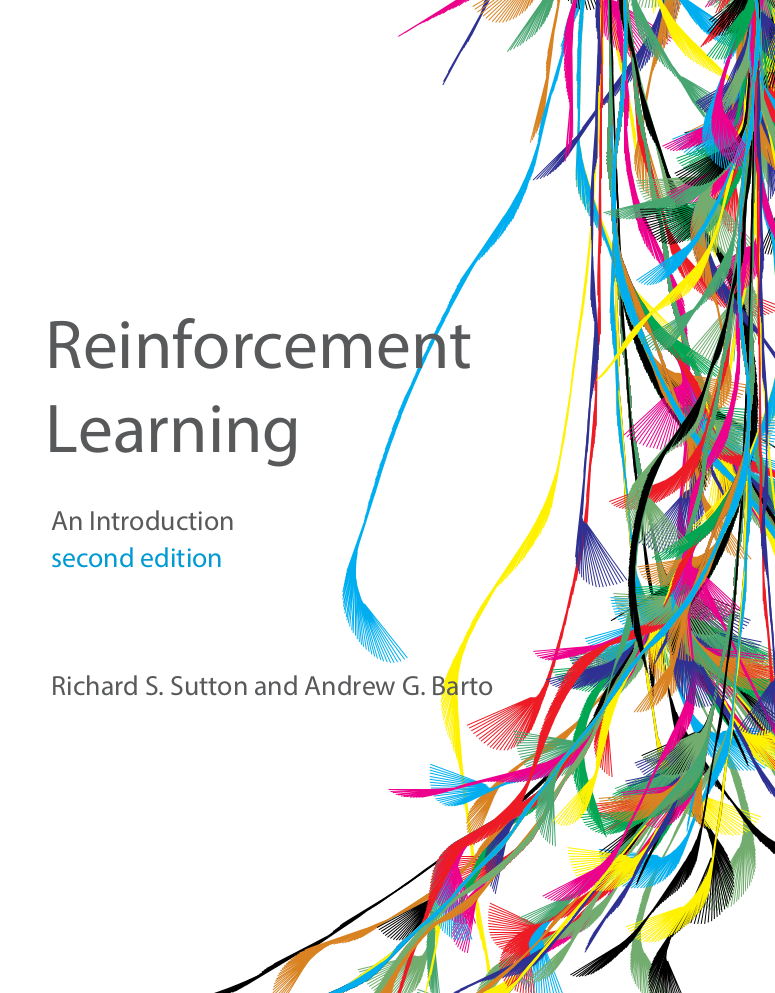 Reinforcement
Learning
An Introduction
second edition
Richard S. Sutton and Andrew G. Barto